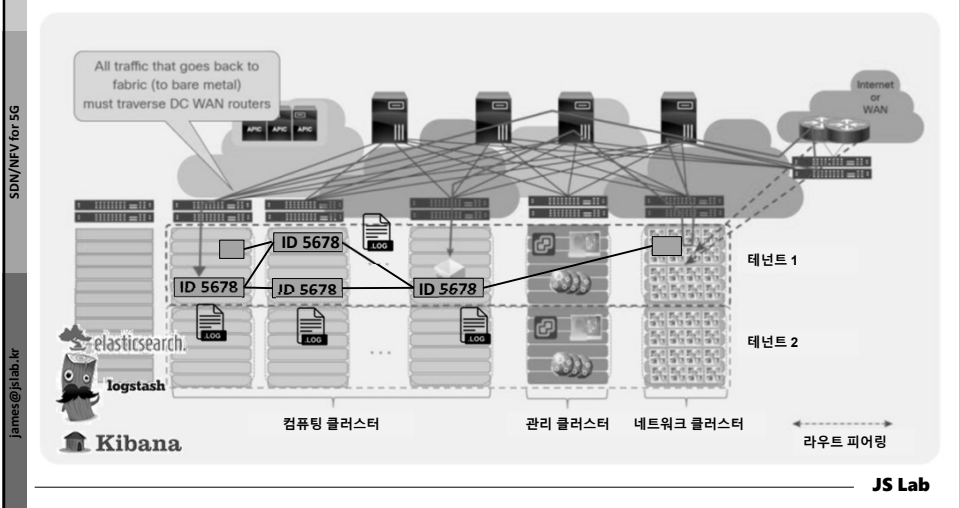 SDN/NFV for 5G
james@jslab.kr
All traffic that goes back to
fabric (to bare metal)
must traverse DC WAN routers
APIC APIC APIC
Internet
or
WAN
.LOG
ID 5678
ID 5678
ID 5678
ID 5678
테넌트 1
.LOG
.LOG
.LOG
테넌트 2
elasticsearch.
logstash
Kibana
컴퓨팅 클러스터
관리 클러스터
네트워크 클러스터
라우트 피어링
JS Lab